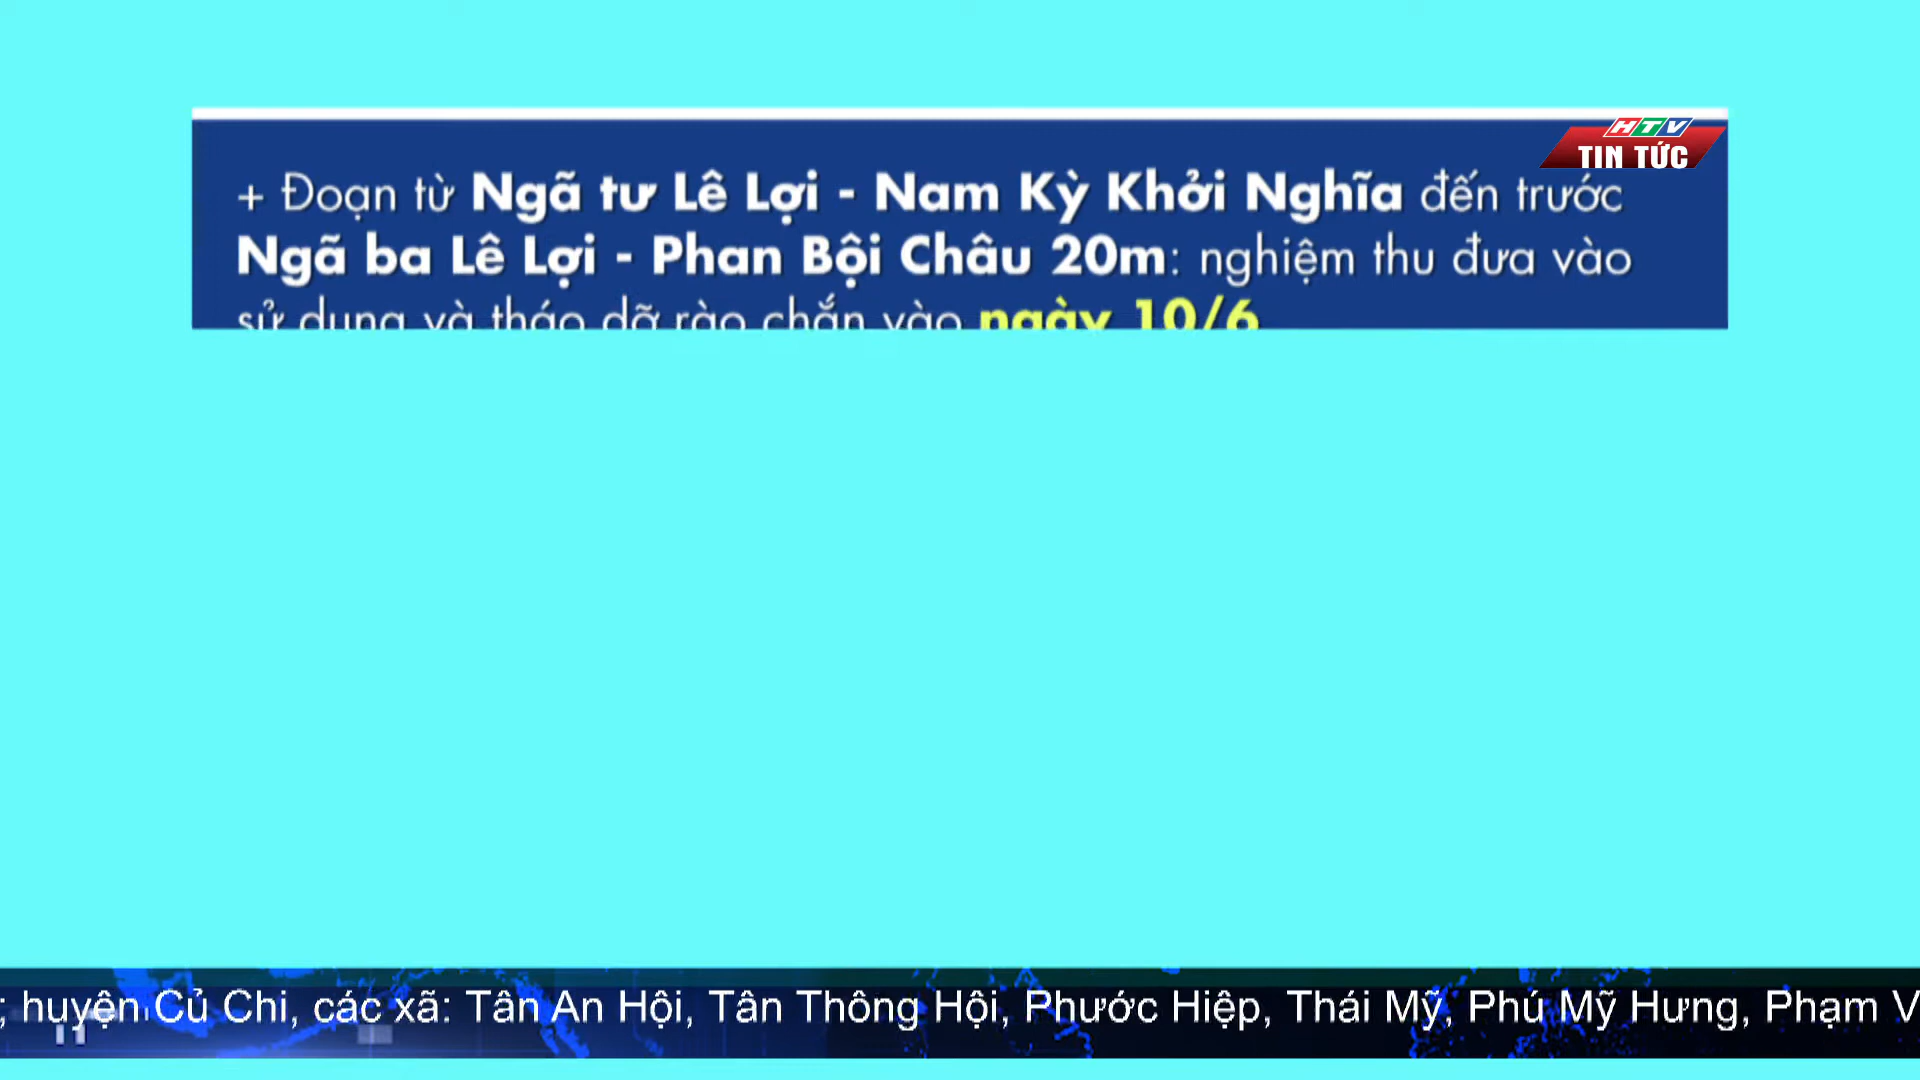 HTV
TIN TỨC
+ Đoạn từ Ngã tư Lê Lợi - Nam Kỳ Khởi Nghĩa đến trước
Ngã ba Lê Lợi - Phan Bội Châu 20m: nghiệm thu đưa vào
sử dụng và tháo dỡ rào chắn vào ngày 10/6
; huyện Củ Chi, các xã: Tân An Hội, Tân Thông Hội, Phước Hiệp, Thái Mỹ, Phú Mỹ Hưng, Phạm V